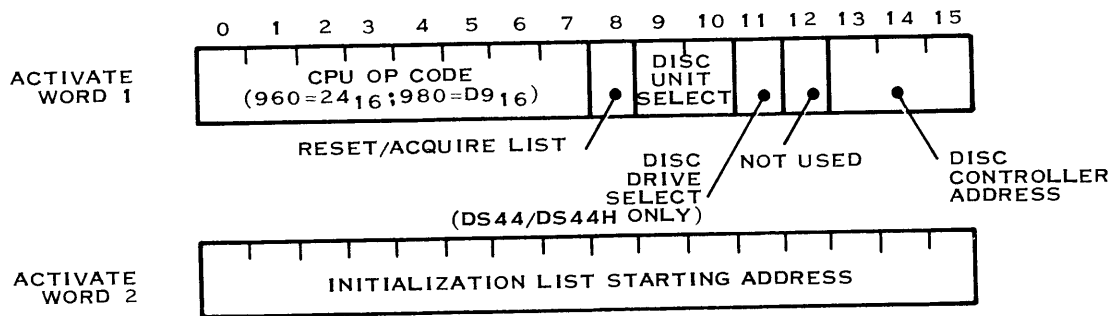 0 1 2 3 4 5 6 7 8 9 10 11 12 13 14 15
ACTIVATE
WORD 1
CPU OP CODE
(960=24₁₆;980=D9₁₆)
DISC
UNIT
SELECT
RESET/ACQUIRE LIST
DISC
DRIVE
SELECT
(DS44/DS44H ONLY)
NOT USED
DISC
CONTROLLER
ADDRESS
ACTIVATE
WORD 2
INITIALIZATION LIST STARTING ADDRESS